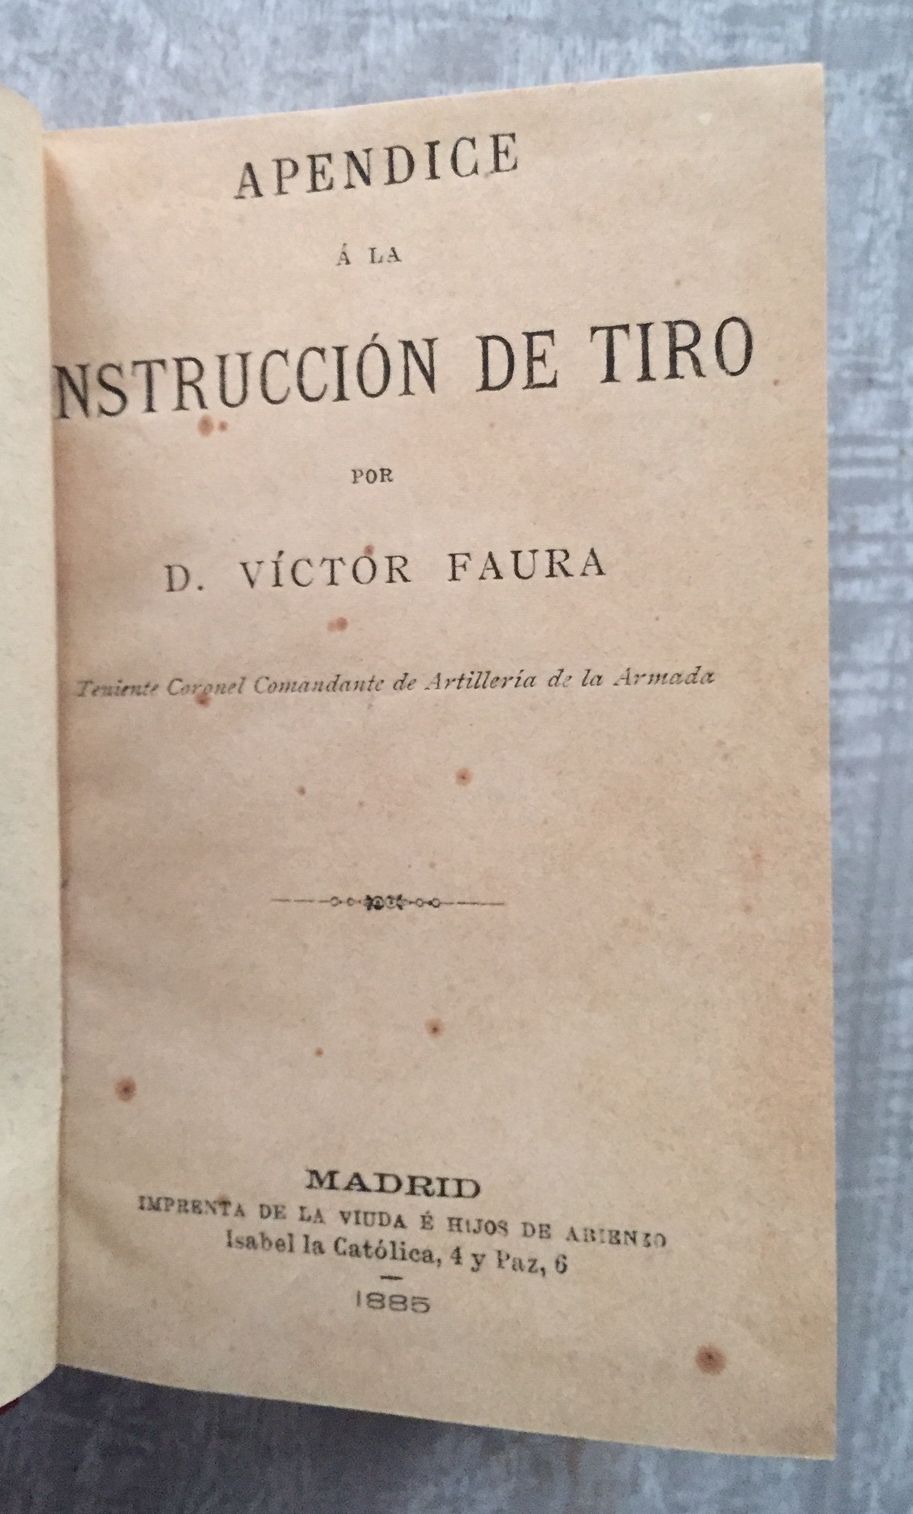 APENDICE
Á LA
NSTRUCCIÓN DE TIRO
POR
D. VÍCTOR FAURA
Teniente Coronel Comandante de Artillería de la Armada
MADRID
IMPRENTA DE LA VIUDA É HIJOS DE ABIENZO
Isabel la Católica, 4 y Paz, 6
1885